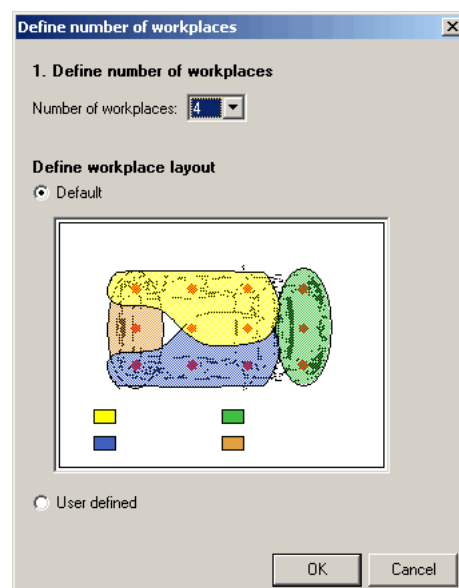 Define number of workplaces
1. Define number of workplaces
Number of workplaces: 4
Define workplace layout
Default
User defined
OK Cancel